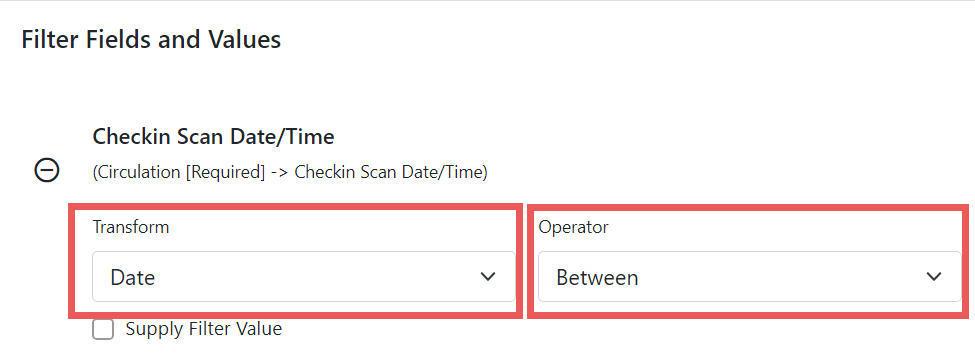 Filter Fields and Values
Checkin Scan Date/Time
(Circulation [Required] -> Checkin Scan Date/Time)
Transform
Operator
Date
Between
Supply Filter Value